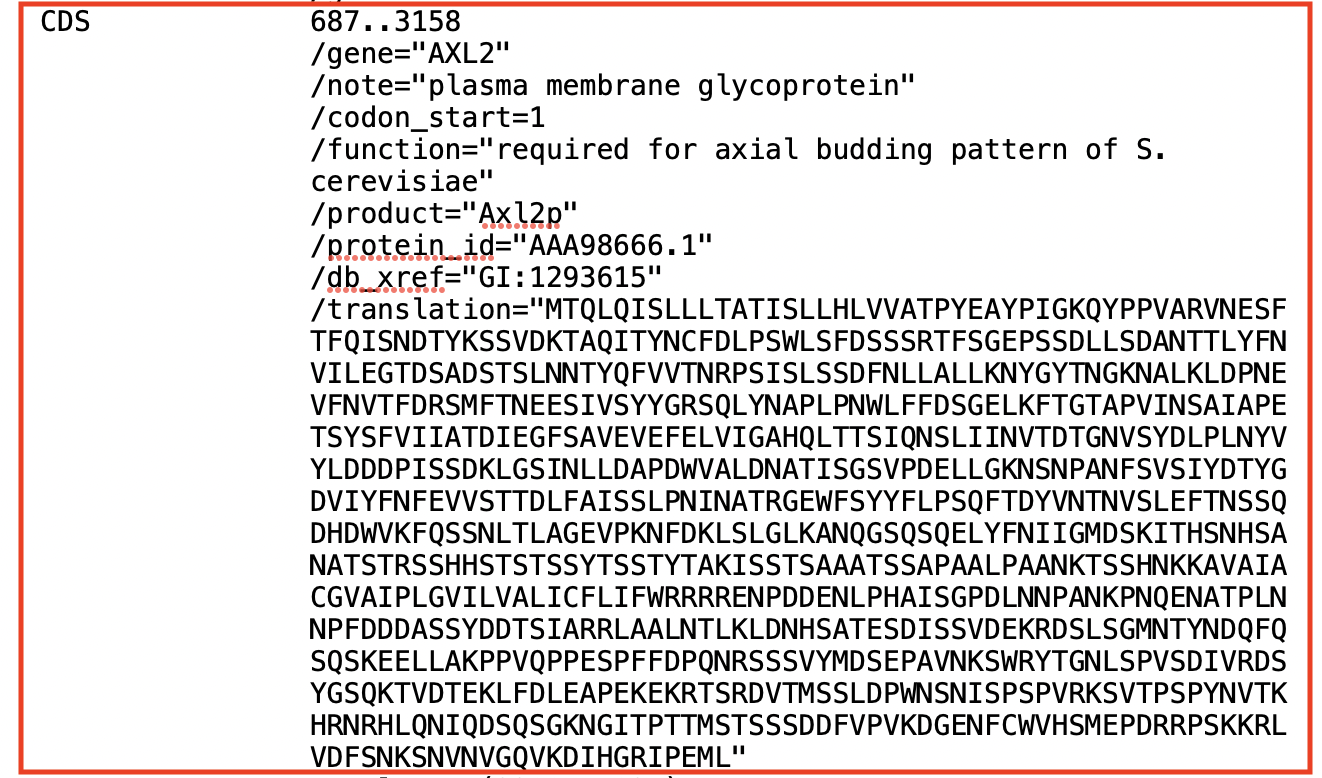 CDS 687..3158
/gene="AXL2"
/note="plasma membrane glycoprotein"
/codon_start=1
/function="required for axial budding pattern of S.
cerevisiae"
/product="Axl2p"
/protein_id="AAA98666.1"
/db_xref="GI:1293615"
/translation="MTQLQISLLLTATISLLHLVVATPYEAYPIGKQYPPVARVNESF
TFQISNDTYKSSVDKTAQITYNCFDLPSWLSFDSSSRTFSGEPSSDLLSDANTTLYFN
VILEGTDSADSTSLNNTYQFVVTNRPSISLSSDFNLLALLKNYGYTNGKNALKLDPNE
VFNVTFDRSMFTNEESIVSYYGRSQLYNAPLPNWLFFDSGELKFTGTAPVINSAIAPE
TSYSFVIIATDIEGFSAVEVEFELVIGAHQLTTSIQNSLIINVTDTGNVSYDLPLNYV
YLDDDPISSDKLGSINLLDAPDWVALDNATISGSVPDELLGKNSNPANFSVSIYDTYG
DVIYFNFEVVSTTDLFAISSLPNINATRGEWFSYYFLPSQFTDYVNTNVSLEFTNSSQ
DHDWVKFQSSNLTLAGEVPKNFDKLSLGLKANQGSQSQELYFNIIGMDSKITHSNHSA
NATSTRSSHHSTSTSSYTSSTYTAKISSTSAAATSSAPAALPAANKTSSHNKKAVAIA
CGVAIPLGVILVALICFLIFWRRRRENPDDENLPHAISGPDLNNPANKPNQENATPLN
NPFDDDASSYDDTSIARRLAALNTLKLDNHSATESDISSVDEKRDSLSGMNTYNDQFQ
SQSKEELLAKPPVQPPESPFFDPQNRSSSVYMDSEPAVNKSWRYTGNLSPVSDIVRDS
YGSQKTVDTEKLFDLEAPEKEKRTSRDVTMSSLDPWNSNISPSPVRKSVTPSPYNVTK
HRNRHLQNIQDSQSGKNGITPTTMSTSSSDDFVPVKDGENFCWVHSMEPDRRPSKKRL
VDFSNKSNVNVGQVKDIHGRIPEML"